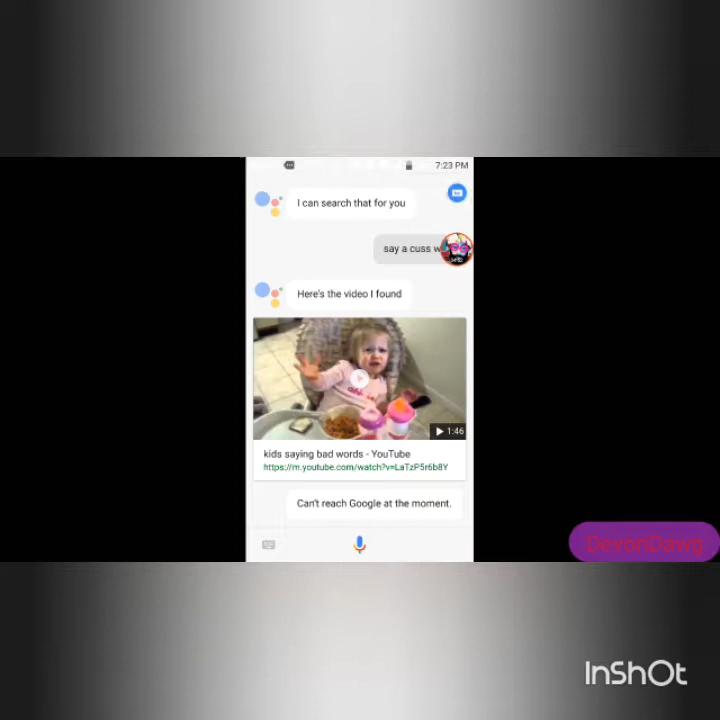 7:23 PM
I can search that for you
say a cuss
Here's the video I found
1:46
kids saying bad words - YouTube
https://m.youtube.com/watch?v=LaTzP5r6b8Y
Can't reach Google at the moment.
DevonDawg
InShOt